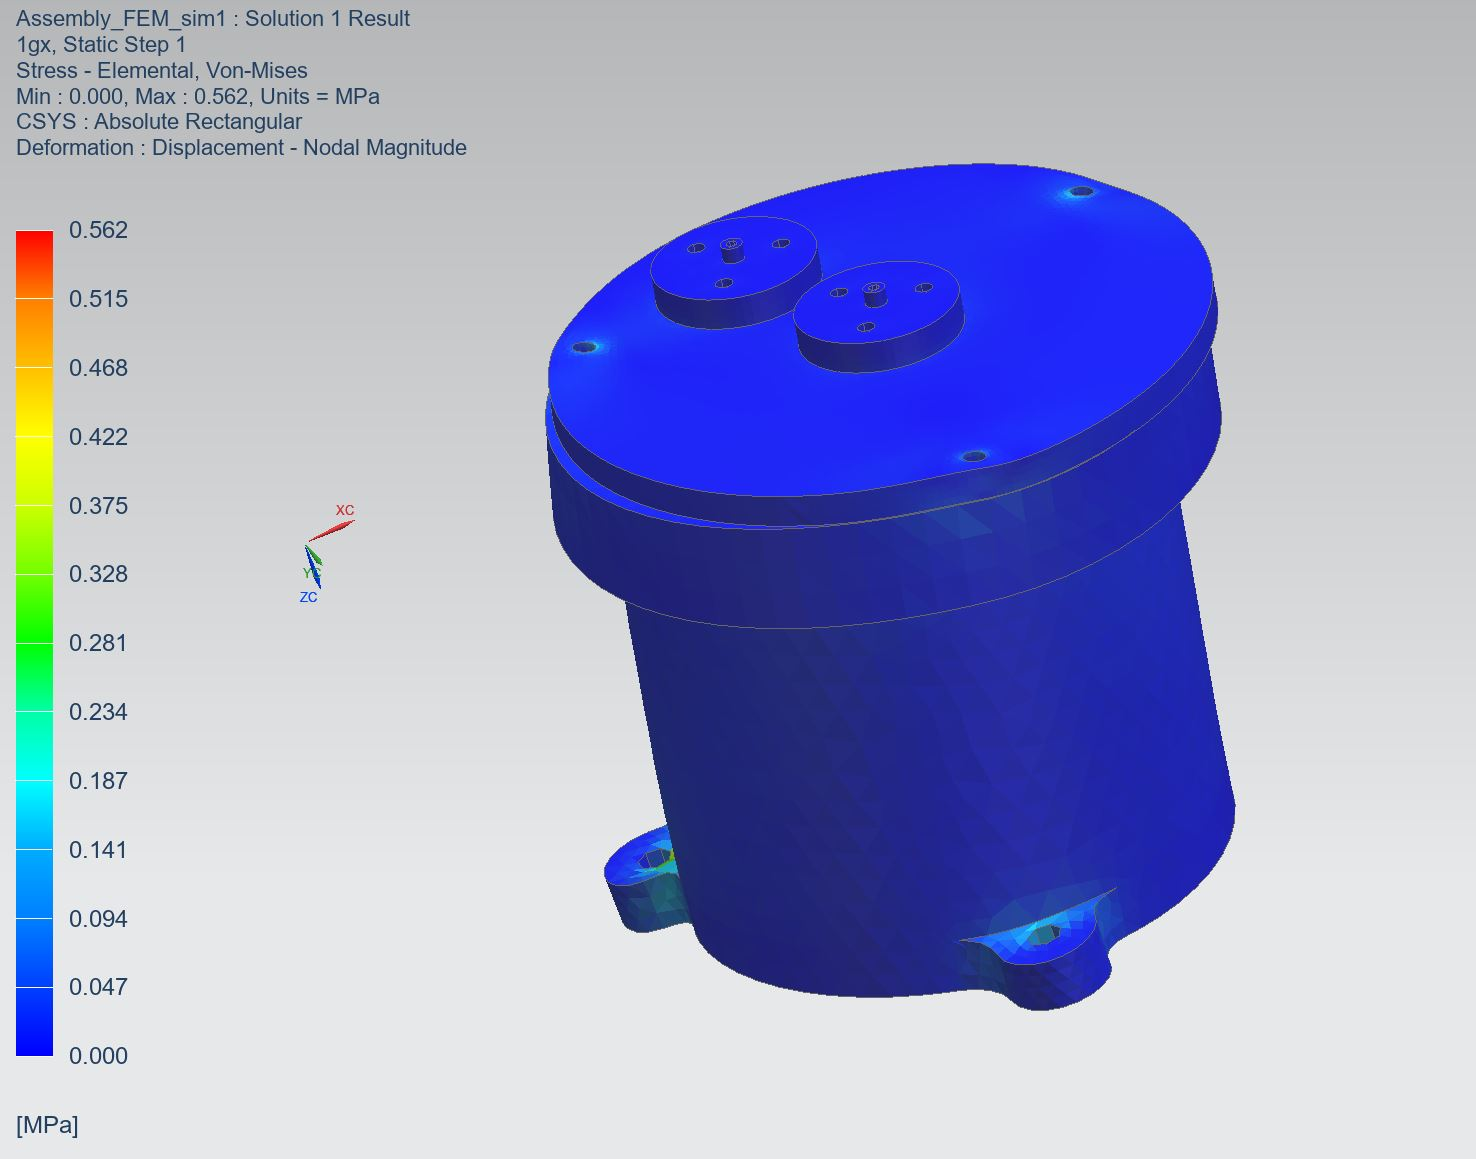 Assembly_FEM_sim1 : Solution 1 Result
1gx, Static Step 1
Stress - Elemental, Von-Mises
Min : 0.000, Max : 0.562, Units = MPa
CSYS : Absolute Rectangular
Deformation : Displacement - Nodal Magnitude
0.562
0.515
0.468
0.422
0.375
0.328
0.281
0.234
0.187
0.141
0.094
0.047
0.000
[MPa]
XC
YC
ZC